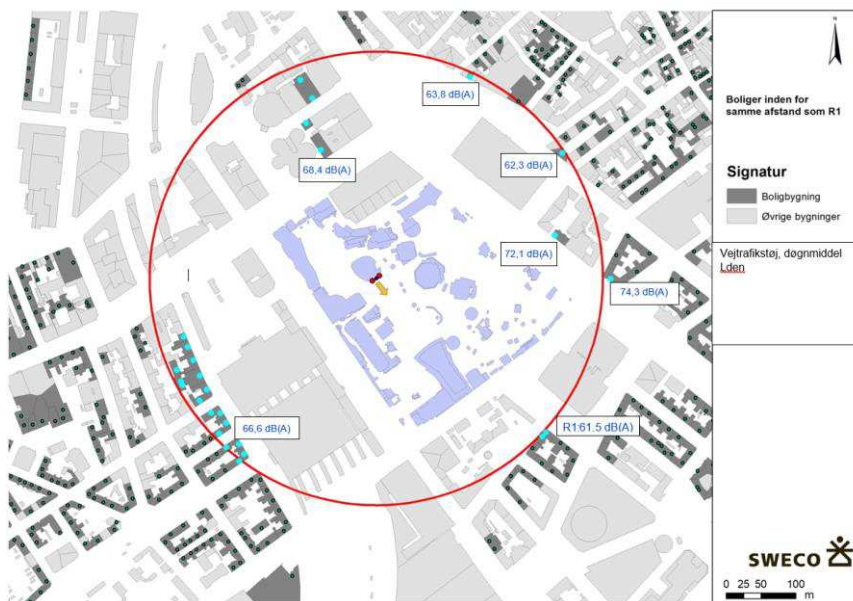 63,8 dB(A)
68,4 dB(A)
62,3 dB(A)
72,1 dB(A)
74,3 dB(A)
66,6 dB(A)
R1:61.5 dB(A)
N
Boliger inden for
samme afstand som R1
Signatur
Boligbygning
Øvrige bygninger
Vejtrafikstøj, døgnmiddel
Lden
SWECO
0 25 50 100
m